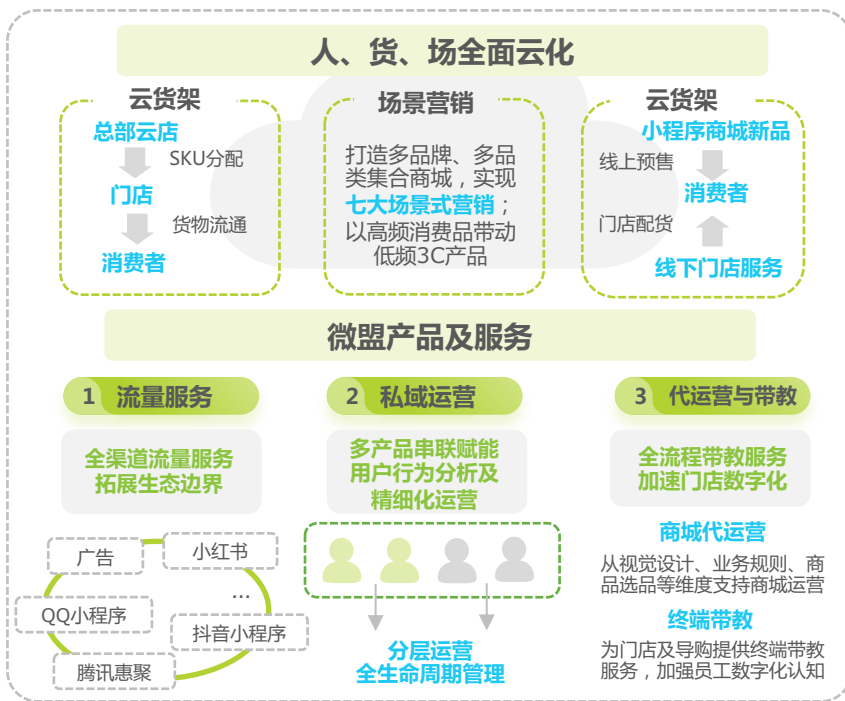 人、货、场全面云化
云货架
总部云店
SKU分配
门店
货物流通
消费者
场景营销
打造多品牌、多品
类集合商城，实现
七大场景式营销；
以高频消费品带动
低频3C产品
云货架
小程序商城新品
线上预售
消费者
门店配货
线下门店服务
微盟产品及服务
1 流量服务
全渠道流量服务
拓展生态边界
广告
小红书
...
QQ小程序
抖音小程序
腾讯惠聚
2 私域运营
多产品串联赋能
用户行为分析及
精细化运营
分层运营
全生命周期管理
3 代运营与带教
全流程带教服务
加速门店数字化
商城代运营
从视觉设计、业务规则、商
品选品等维度支持商城运营
终端带教
为门店及导购提供终端带教
服务，加强员工数字化认知